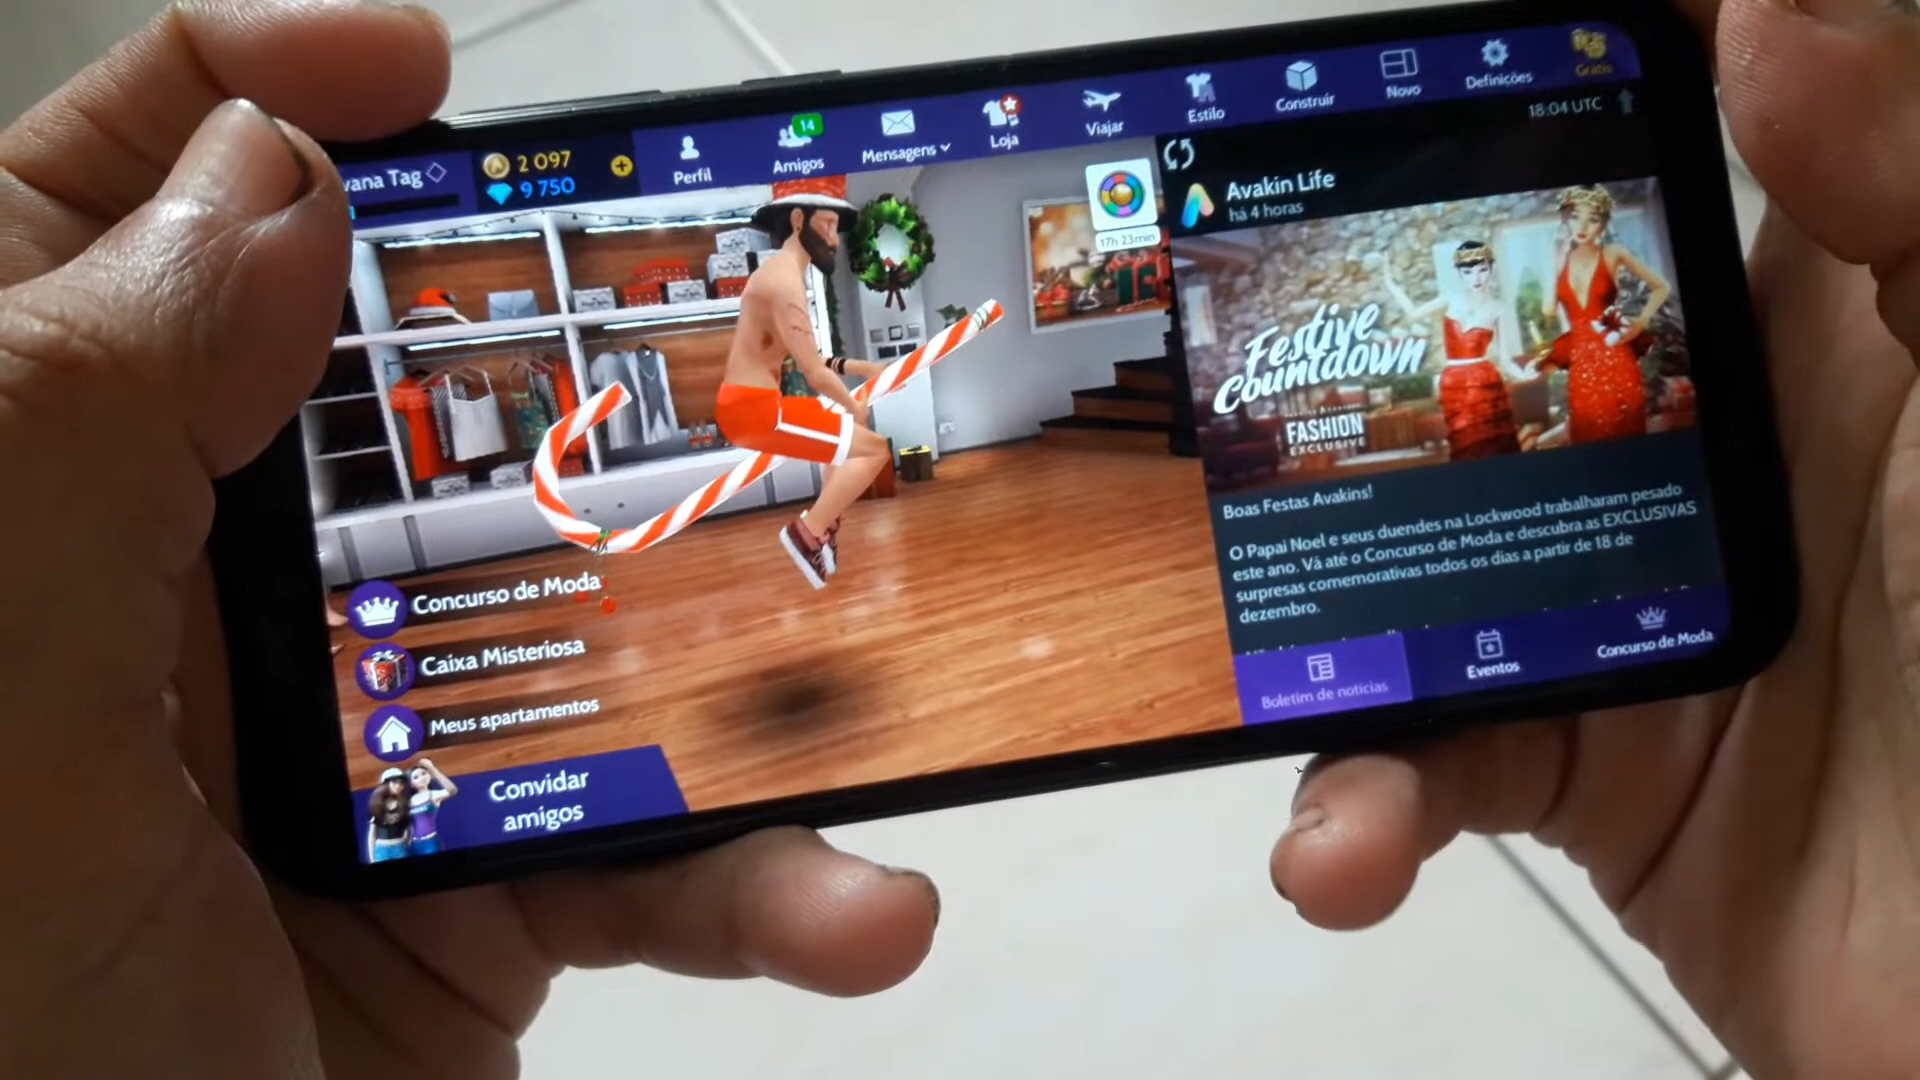 vana Tag
2 097
9 750
Perfil
14
Amigos
Mensagens
Loja
Viajar
Estilo
Construir
Novo
Definições
Gratis
18:04 UTC
17h 23min
Avakin Life
há 4 horas
Festive
Countdown
FASHION
EXCLUSIVE
Boas Festas Avakins!
O Papai Noel e seus duendes na Lockwood trabalharam pesado
este ano. Vá até o Concurso de Moda e descubra as EXCLUSIVAS
surpresas comemorativas todos os dias a partir de 18 de
dezembro.
Concurso de Moda
Caixa Misteriosa
Meus apartamentos
Convidar
amigos
Boletim de notícias
Eventos
Concurso de Moda